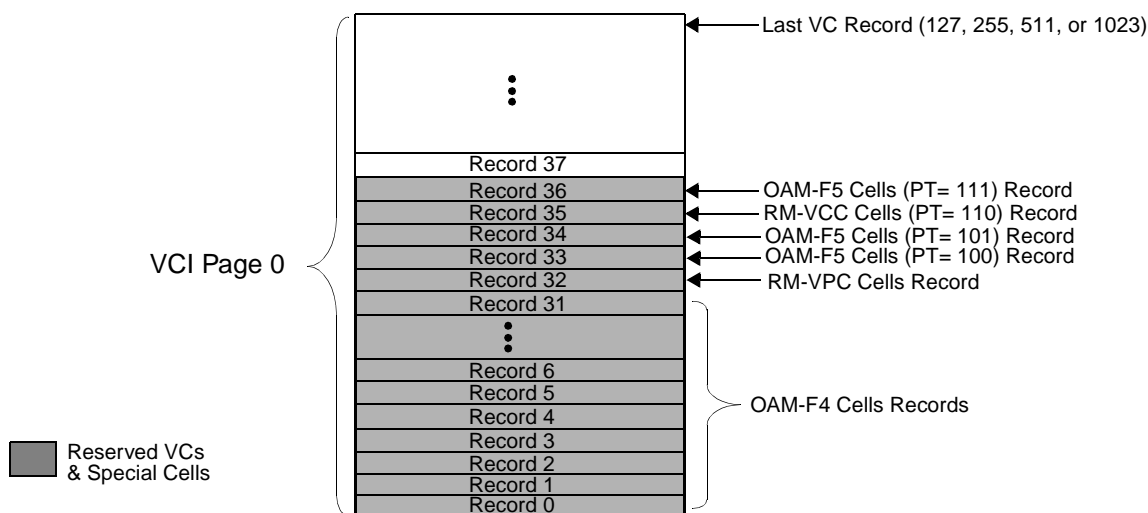 Last VC Record (127, 255, 511, or 1023)
Record 37
Record 36
OAM-F5 Cells (PT= 111) Record
Record 35
RM-VCC Cells (PT= 110) Record
Record 34
OAM-F5 Cells (PT= 101) Record
VCI Page 0
Record 33
OAM-F5 Cells (PT= 100) Record
Record 32
RM-VPC Cells Record
Record 31
Record 6
Record 5
OAM-F4 Cells Records
Record 4
Record 3
Reserved VCs
& Special Cells
Record 2
Record 1
Record 0